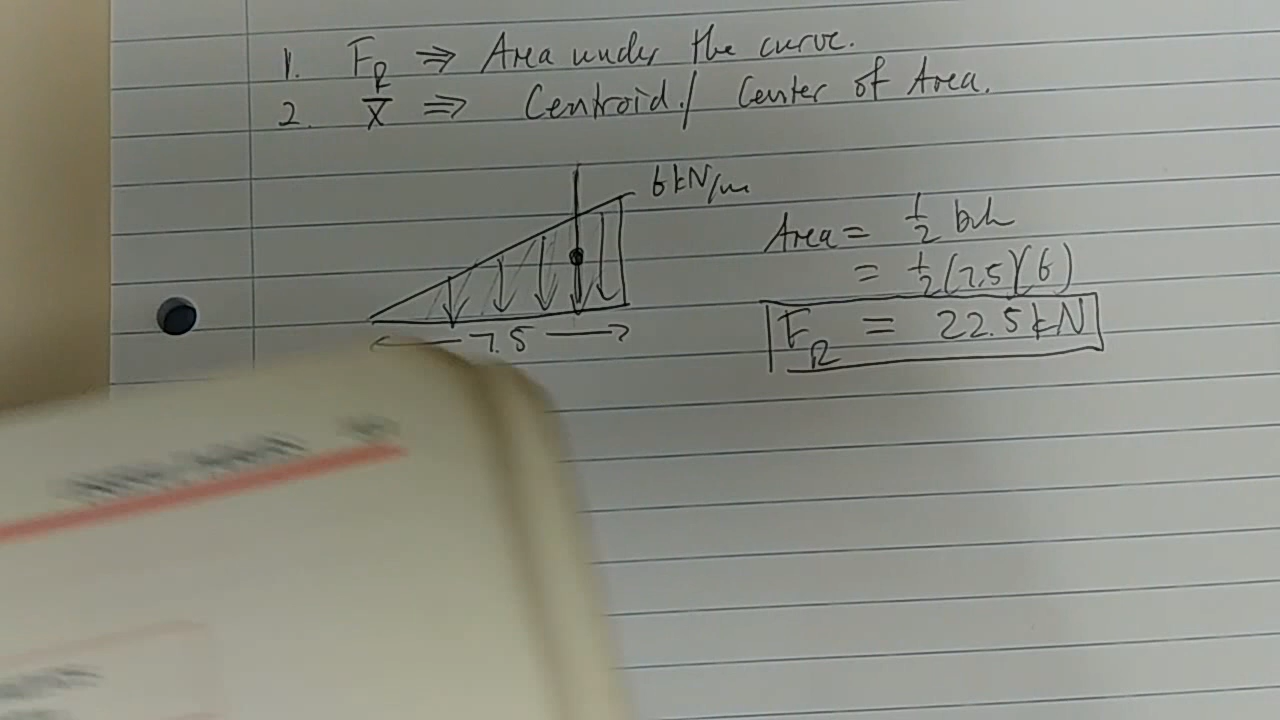 1. F_R ⇒ Area under the curve.
2. x̄ ⇒ Centroid / Center of Area.
6 kN/m
Area = 1/2 bh
= 1/2 (7.5)(6)
F_R = 22.5 kN
7.5